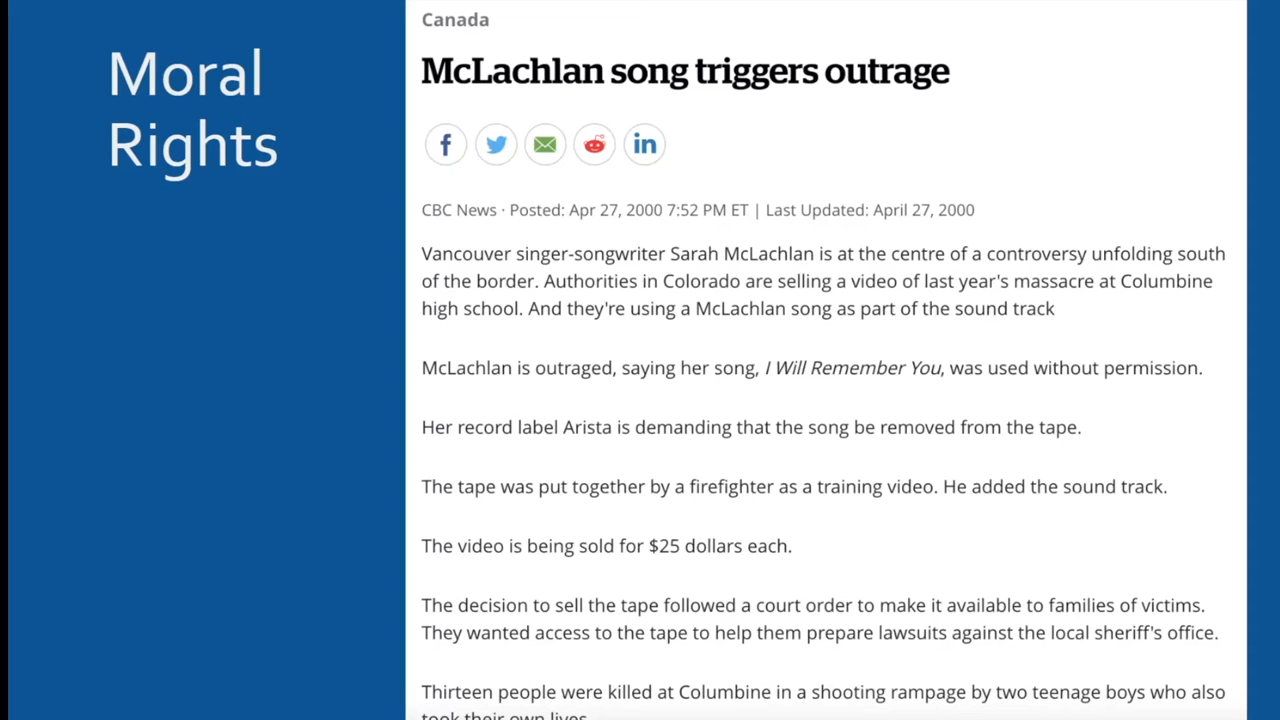 Moral
Rights
Canada
McLachlan song triggers outrage
CBC News · Posted: Apr 27, 2000 7:52 PM ET | Last Updated: April 27, 2000
Vancouver singer-songwriter Sarah McLachlan is at the centre of a controversy unfolding south
of the border. Authorities in Colorado are selling a video of last year's massacre at Columbine
high school. And they're using a McLachlan song as part of the sound track
McLachlan is outraged, saying her song, I Will Remember You, was used without permission.
Her record label Arista is demanding that the song be removed from the tape.
The tape was put together by a firefighter as a training video. He added the sound track.
The video is being sold for $25 dollars each.
The decision to sell the tape followed a court order to make it available to families of victims.
They wanted access to the tape to help them prepare lawsuits against the local sheriff's office.
Thirteen people were killed at Columbine in a shooting rampage by two teenage boys who also
took their own lives